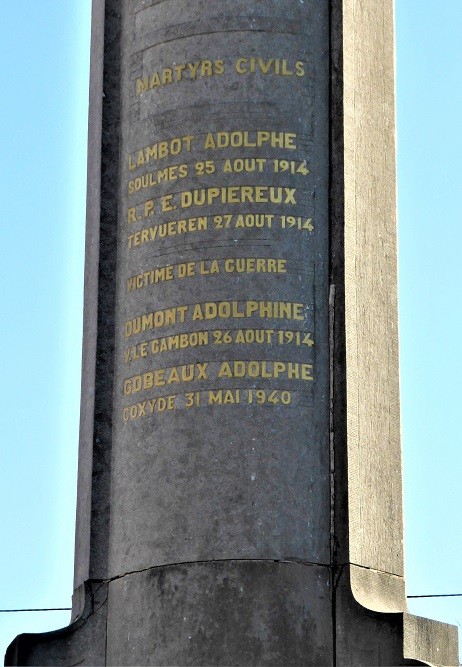 MARTYRS CIVILS
LAMBOT ADOLPHE
SOULMES 25 AOUT 1914
R. P. E. DUPIEREUX
TERVUEREN 27 AOUT 1914
VICTIME DE LA GUERRE
DUMONT ADOLPHINE
V. LE GAMBON 26 AOUT 1914
GOBEAUX ADOLPHE
COXYDE 31 MAI 1940